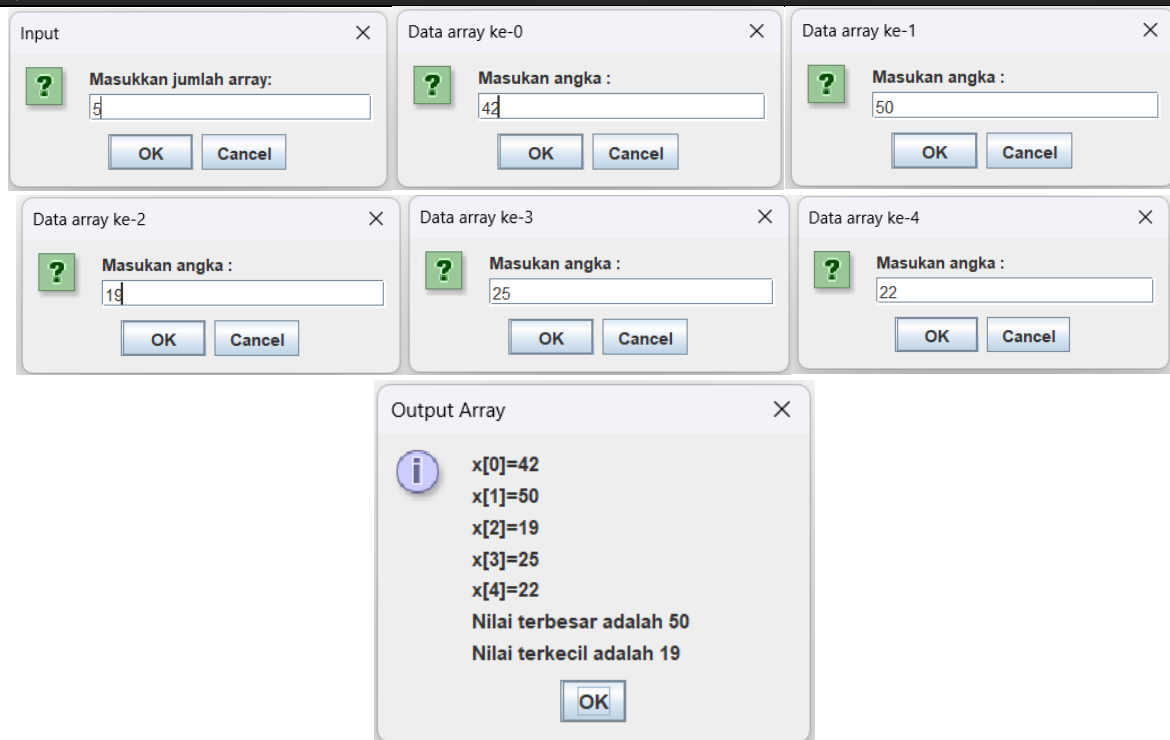 Input
Masukkan jumlah array:
5
OK Cancel
Data array ke-0
Masukan angka :
42
OK Cancel
Data array ke-1
Masukan angka :
50
OK Cancel
Data array ke-2
Masukan angka :
19
OK Cancel
Data array ke-3
Masukan angka :
25
OK Cancel
Data array ke-4
Masukan angka :
22
OK Cancel
Output Array
x[0]=42
x[1]=50
x[2]=19
x[3]=25
x[4]=22
Nilai terbesar adalah 50
Nilai terkecil adalah 19
OK